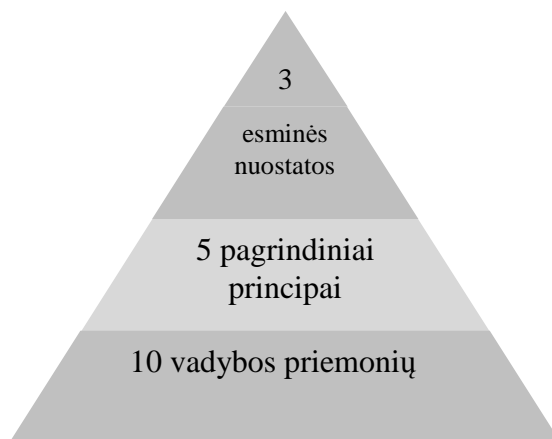 3
esminės
nuostatos
5 pagrindiniai
principai
10 vadybos priemonių